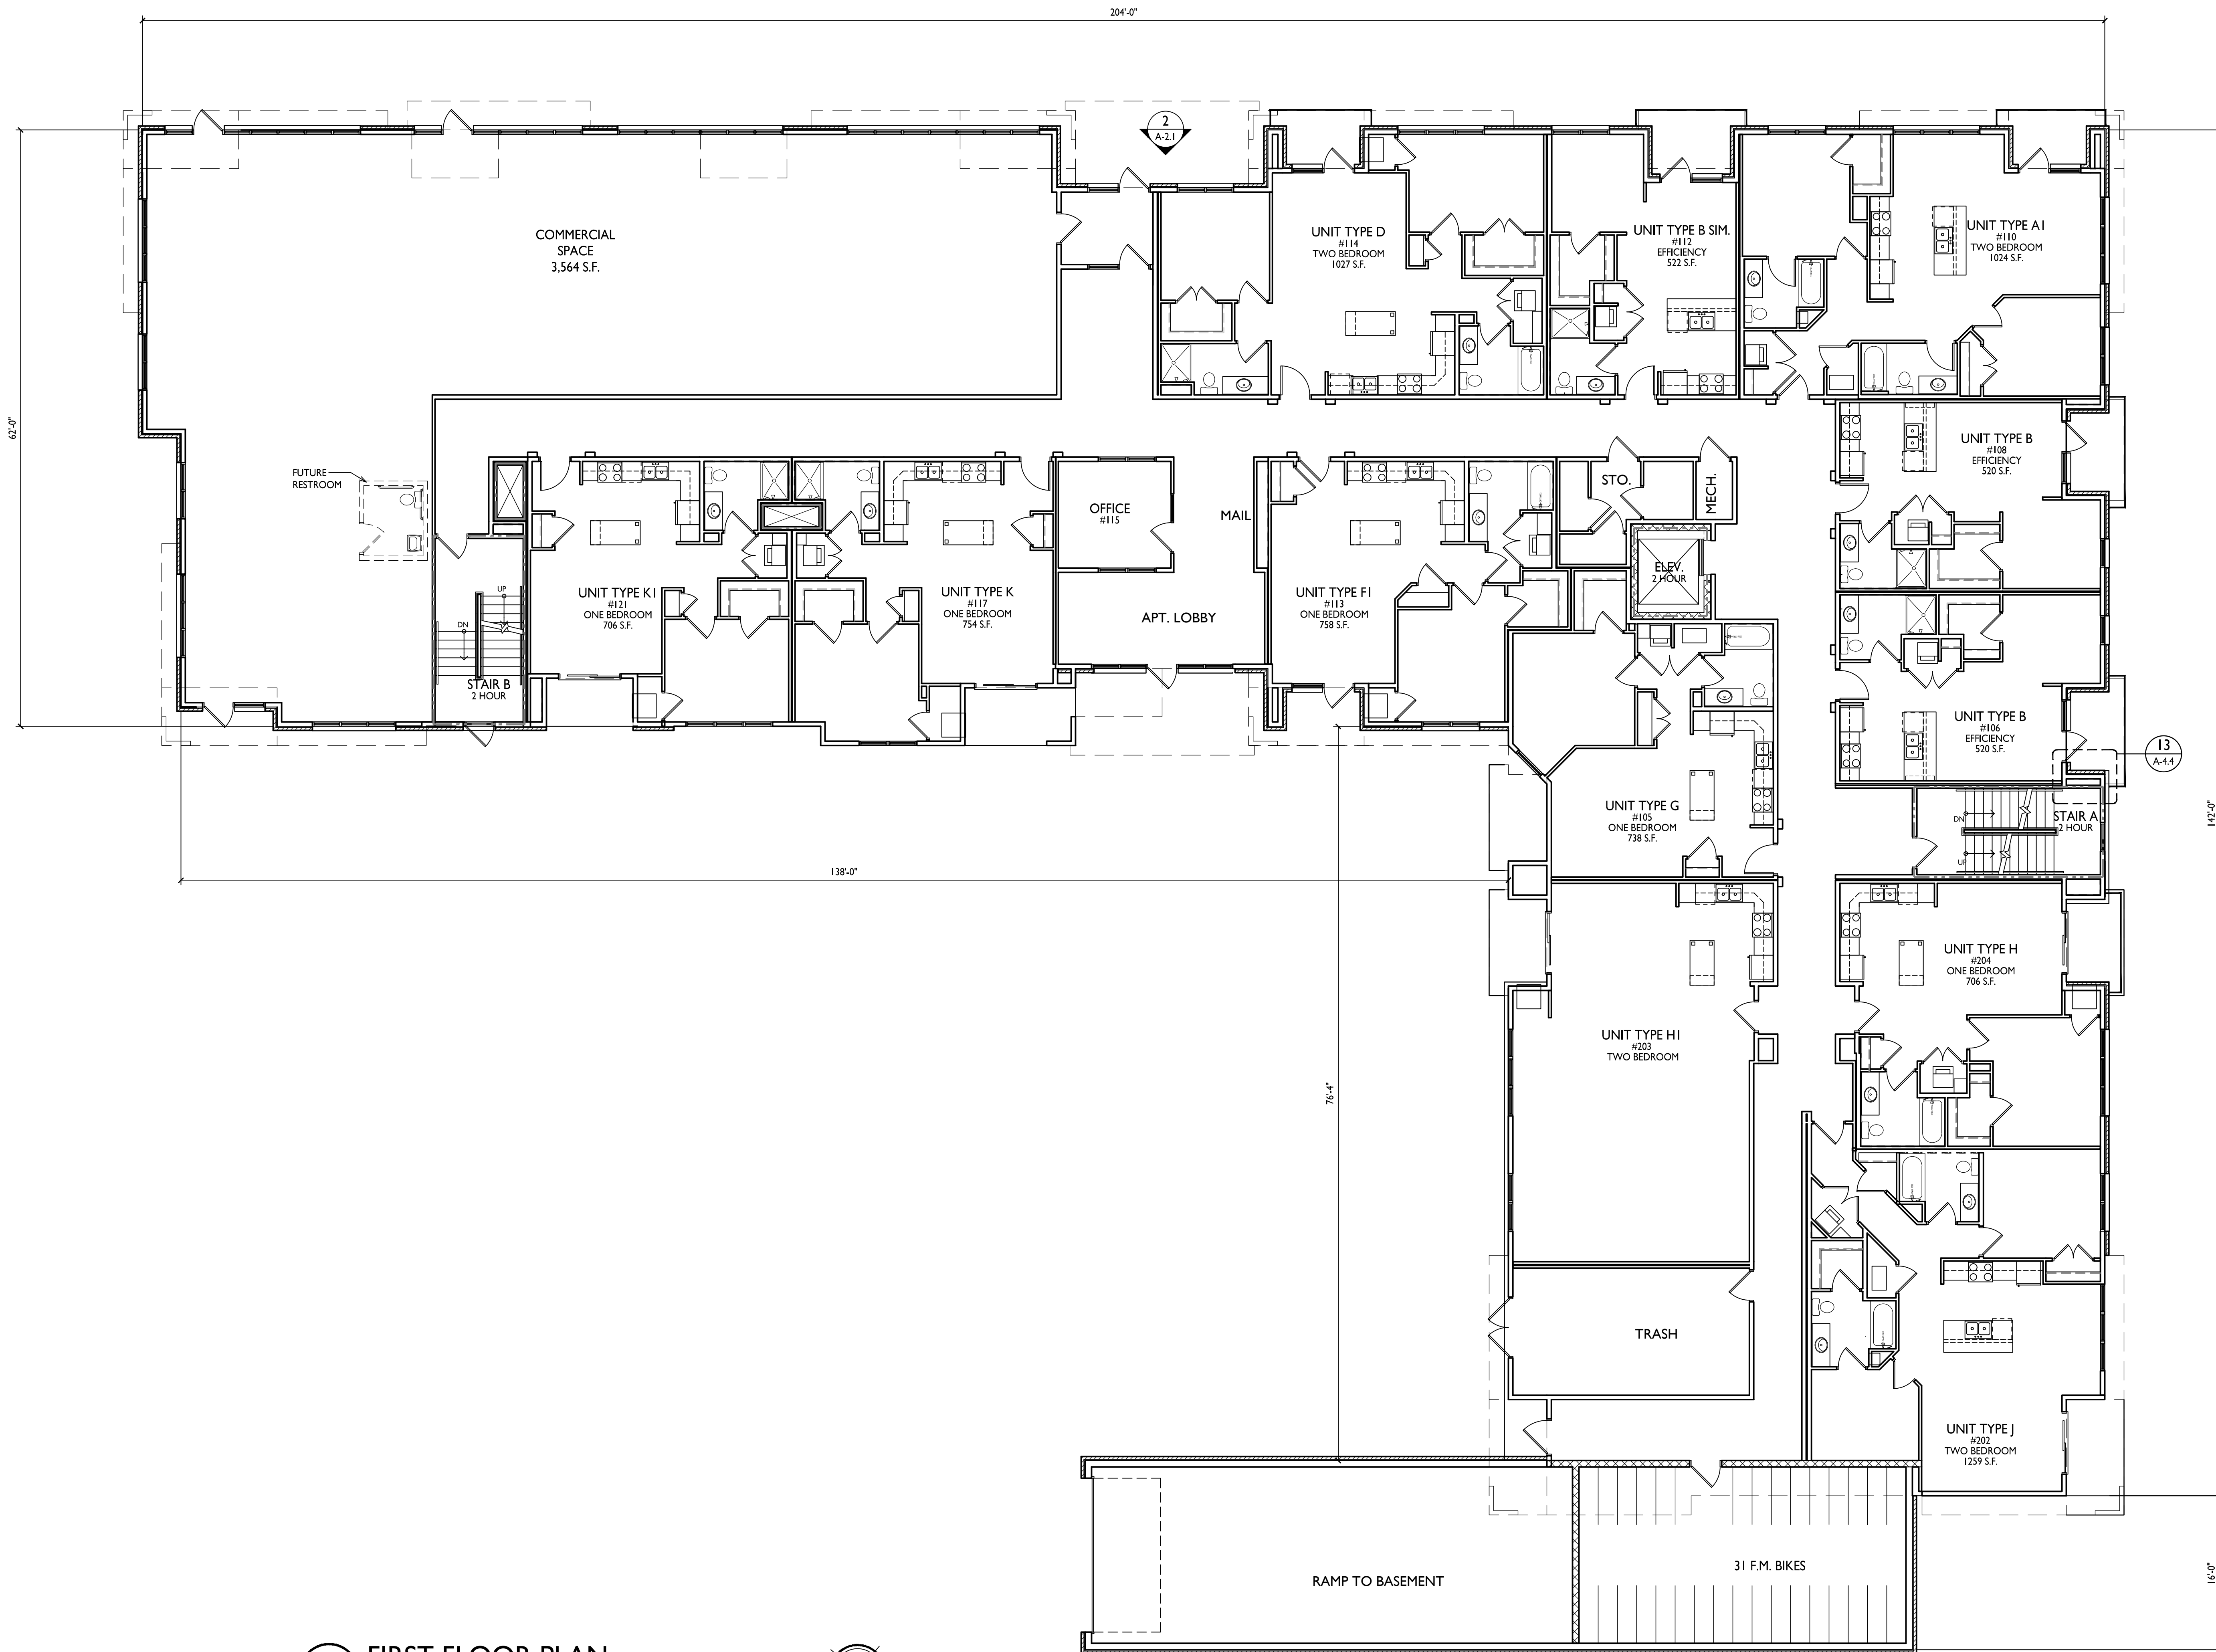 204'-0"
2
A-2.1
62'-0"
COMMERCIAL
SPACE
3,564 S.F.
UNIT TYPE D
#114
TWO BEDROOM
1027 S.F.
UNIT TYPE B SIM.
#112
EFFICIENCY
522 S.F.
UNIT TYPE A1
#110
TWO BEDROOM
1024 S.F.
UNIT TYPE B
#108
EFFICIENCY
520 S.F.
FUTURE
RESTROOM
OFFICE
#115
MAIL
STO.
MECH.
ELEV.
2 HOUR
UP
DN
STAIR B
2 HOUR
UNIT TYPE K1
#121
ONE BEDROOM
706 S.F.
UNIT TYPE K
#117
ONE BEDROOM
754 S.F.
APT. LOBBY
UNIT TYPE F1
#113
ONE BEDROOM
758 S.F.
UNIT TYPE B
#106
EFFICIENCY
520 S.F.
13
A-4.4
UNIT TYPE G
#105
ONE BEDROOM
738 S.F.
DN
UP
STAIR A
2 HOUR
142'-0"
138'-0"
UNIT TYPE H
#204
ONE BEDROOM
706 S.F.
UNIT TYPE H1
#203
TWO BEDROOM
76'-4"
TRASH
UNIT TYPE J
#202
TWO BEDROOM
1259 S.F.
RAMP TO BASEMENT
31 F.M. BIKES
16'-0"
FIRST FLOOR PLAN